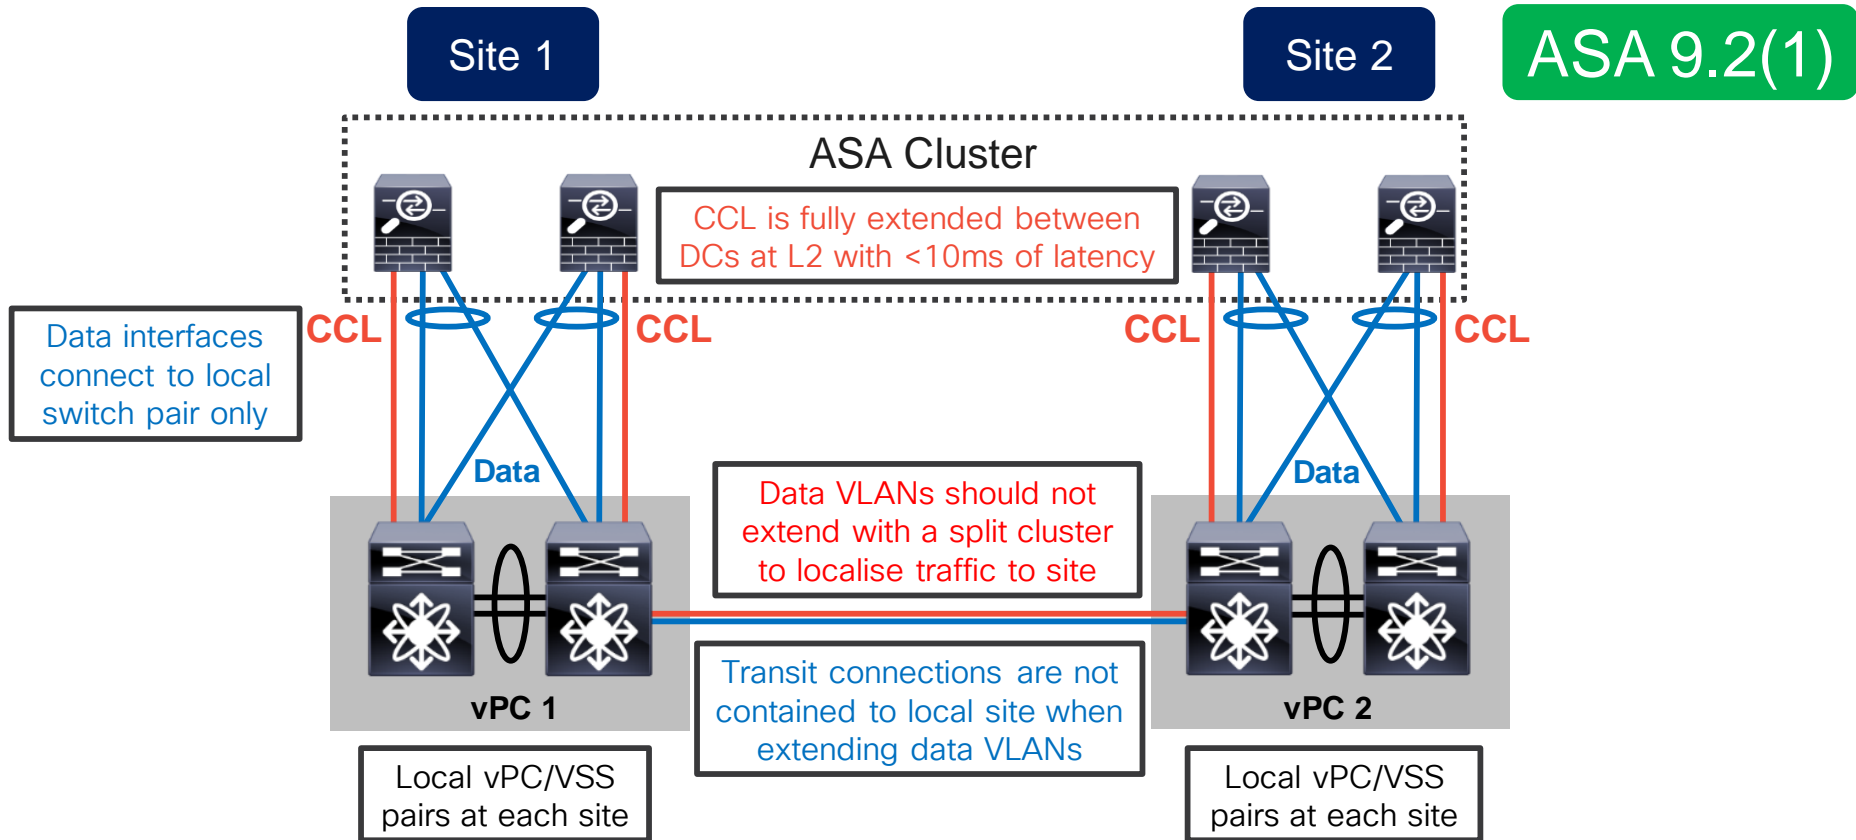 Site 1
Site 2
ASA 9.2(1)
ASA Cluster
CCL is fully extended between
DCs at L2 with <10ms of latency
Data interfaces
connect to local
switch pair only
CCL
CCL
CCL
CCL
Data
Data
Data VLANs should not
extend with a split cluster
to localise traffic to site
Transit connections are not
contained to local site when
extending data VLANs
vPC 1
vPC 2
Local vPC/VSS
pairs at each site
Local vPC/VSS
pairs at each site